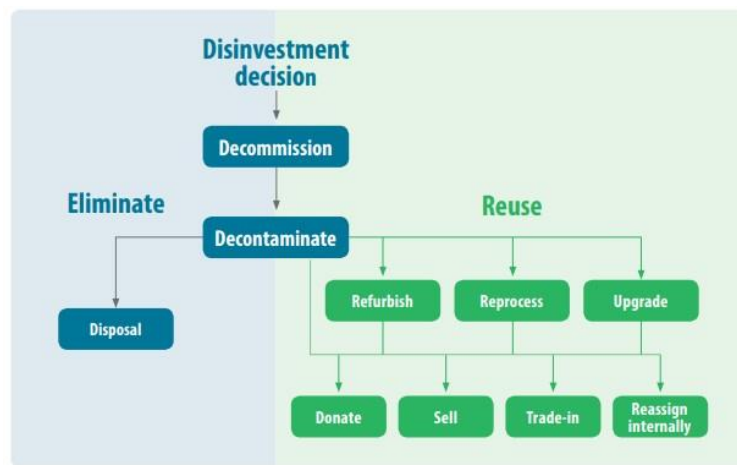 Disinvestment
decision
Decommission
Eliminate
Reuse
Decontaminate
Refurbish
Reprocess
Upgrade
Disposal
Donate
Sell
Trade-in
Reassign
internally